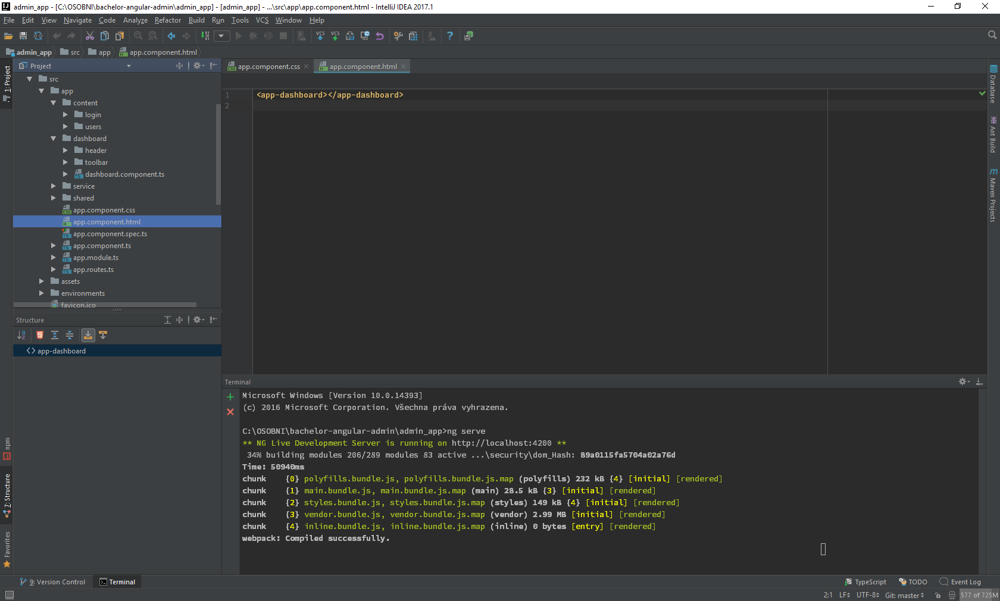 admin_app - [C:\OSOBNI\bachelor-angular-admin\admin_app] - [admin_app] - ...\src\app\app.component.html - IntelliJ IDEA 2017.1
File Edit View Navigate Code Analyze Refactor Build Run Tools VCS Window Help
admin_app src app app.component.html
Project
app.component.css app.component.html
1: Project
src
app
content
login
users
dashboard
header
toolbar
dashboard.component.ts
service
shared
app.component.css
app.component.html
app.component.spec.ts
app.component.ts
app.module.ts
app.routes.ts
assets
environments
favicon.ico
1 <app-dashboard></app-dashboard>
2
Database
Ant Build
Maven Projects
Structure
app-dashboard
npm
7: Structure
Favorites
Terminal
Microsoft Windows [Version 10.0.14393]
(c) 2016 Microsoft Corporation. Všechna práva vyhrazena.
C:\OSOBNI\bachelor-angular-admin\admin_app>ng serve
** NG Live Development Server is running on http://localhost:4200 **
34% building modules 206/289 modules 83 active ...\security\dom_Hash: 89a0115fa5704a02a76d
Time: 50940ms
chunk {0} polyfills.bundle.js, polyfills.bundle.js.map (polyfills) 232 kB {4} [initial] [rendered]
chunk {1} main.bundle.js, main.bundle.js.map (main) 28.5 kB {3} [initial] [rendered]
chunk {2} styles.bundle.js, styles.bundle.js.map (styles) 149 kB {4} [initial] [rendered]
chunk {3} vendor.bundle.js, vendor.bundle.js.map (vendor) 2.99 MB [initial] [rendered]
chunk {4} inline.bundle.js, inline.bundle.js.map (inline) 0 bytes [entry] [rendered]
webpack: Compiled successfully.
9: Version Control Terminal TypeScript TODO Event Log
2:1 LF UTF-8 Git: master 577 of 725M